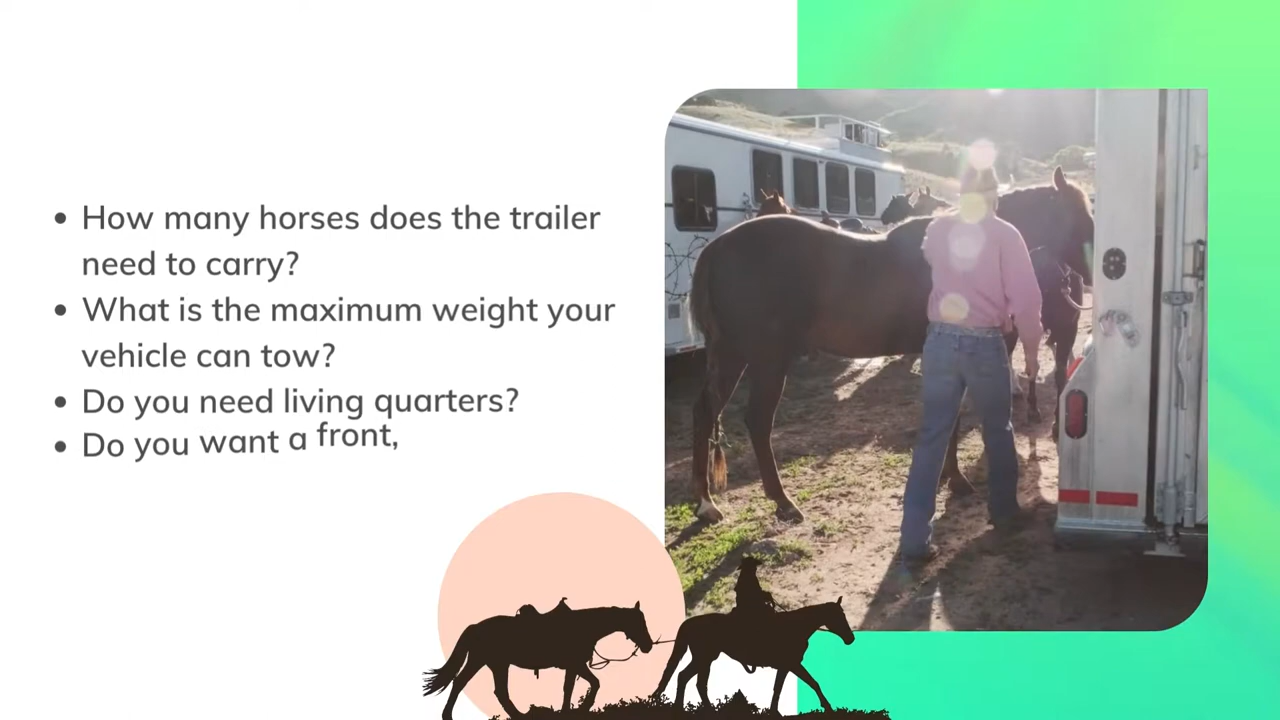 How many horses does the trailer
need to carry?
What is the maximum weight your
vehicle can tow?
Do you need living quarters?
Do you want a front,